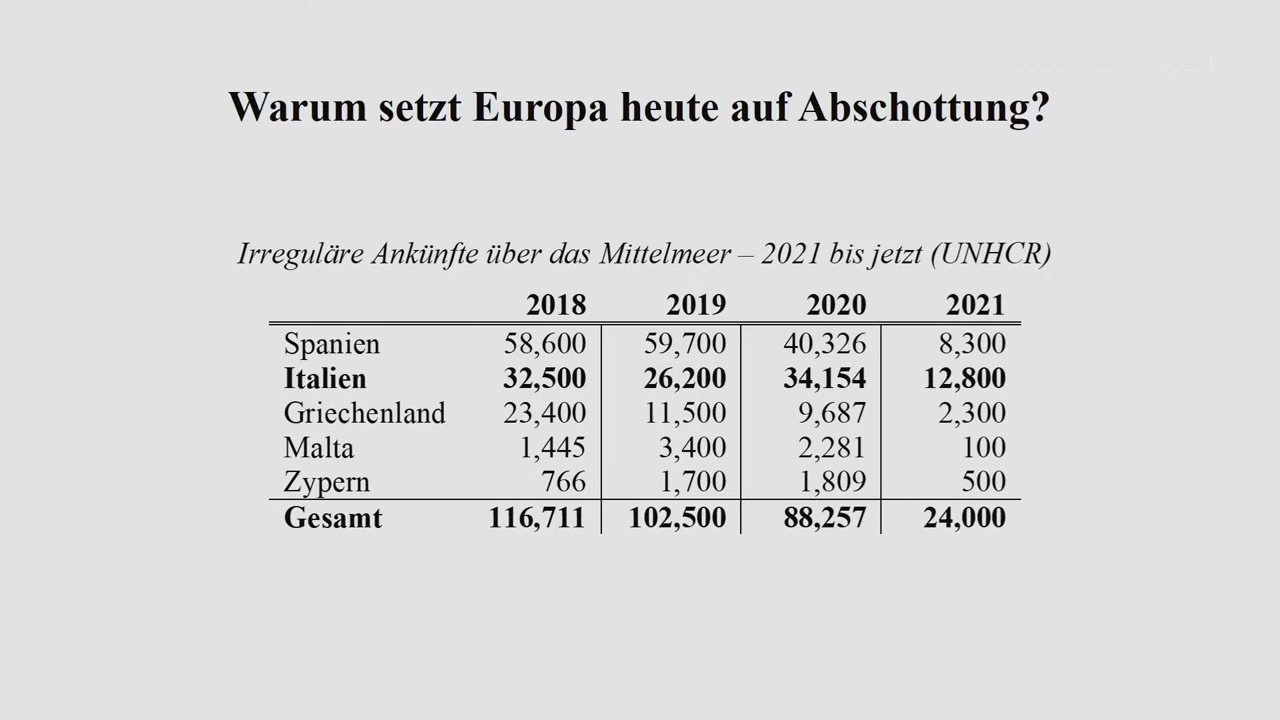 Warum setzt Europa heute auf Abschottung?
Irreguläre Ankünfte über das Mittelmeer – 2021 bis jetzt (UNHCR)
2018 2019 2020 2021
Spanien 58,600 59,700 40,326 8,300
Italien 32,500 26,200 34,154 12,800
Griechenland 23,400 11,500 9,687 2,300
Malta 1,445 3,400 2,281 100
Zypern 766 1,700 1,809 500
Gesamt 116,711 102,500 88,257 24,000